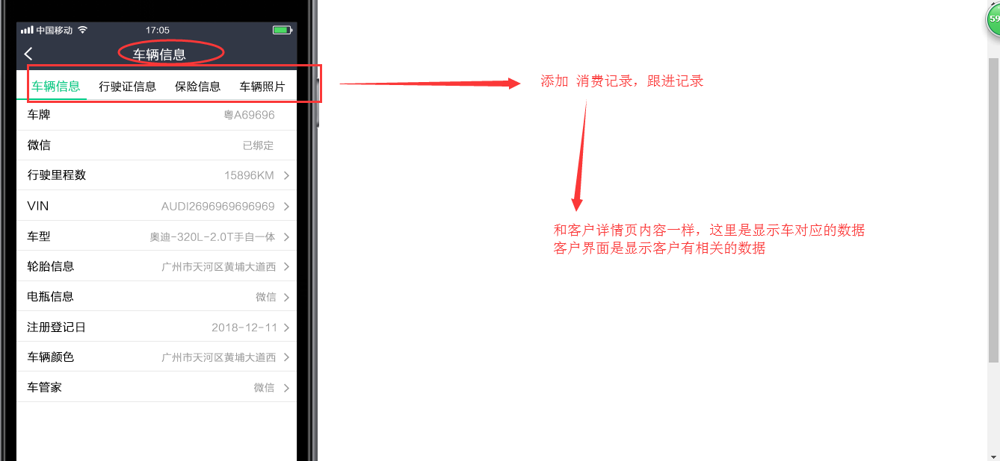 中国移动 17:05
车辆信息
车辆信息 行驶证信息 保险信息 车辆照片
车牌 粤A69696
微信 已绑定
行驶里程数 15896KM
VIN AUDI2696969696969
车型 奥迪-320L-2.0T手自一体
轮胎信息 广州市天河区黄埔大道西
电瓶信息 微信
注册登记日 2018-12-11
车辆颜色 广州市天河区黄埔大道西
车管家 微信
添加 消费记录，跟进记录
和客户详情页内容一样，这里是显示车对应的数据
客户界面是显示客户有相关的数据
59